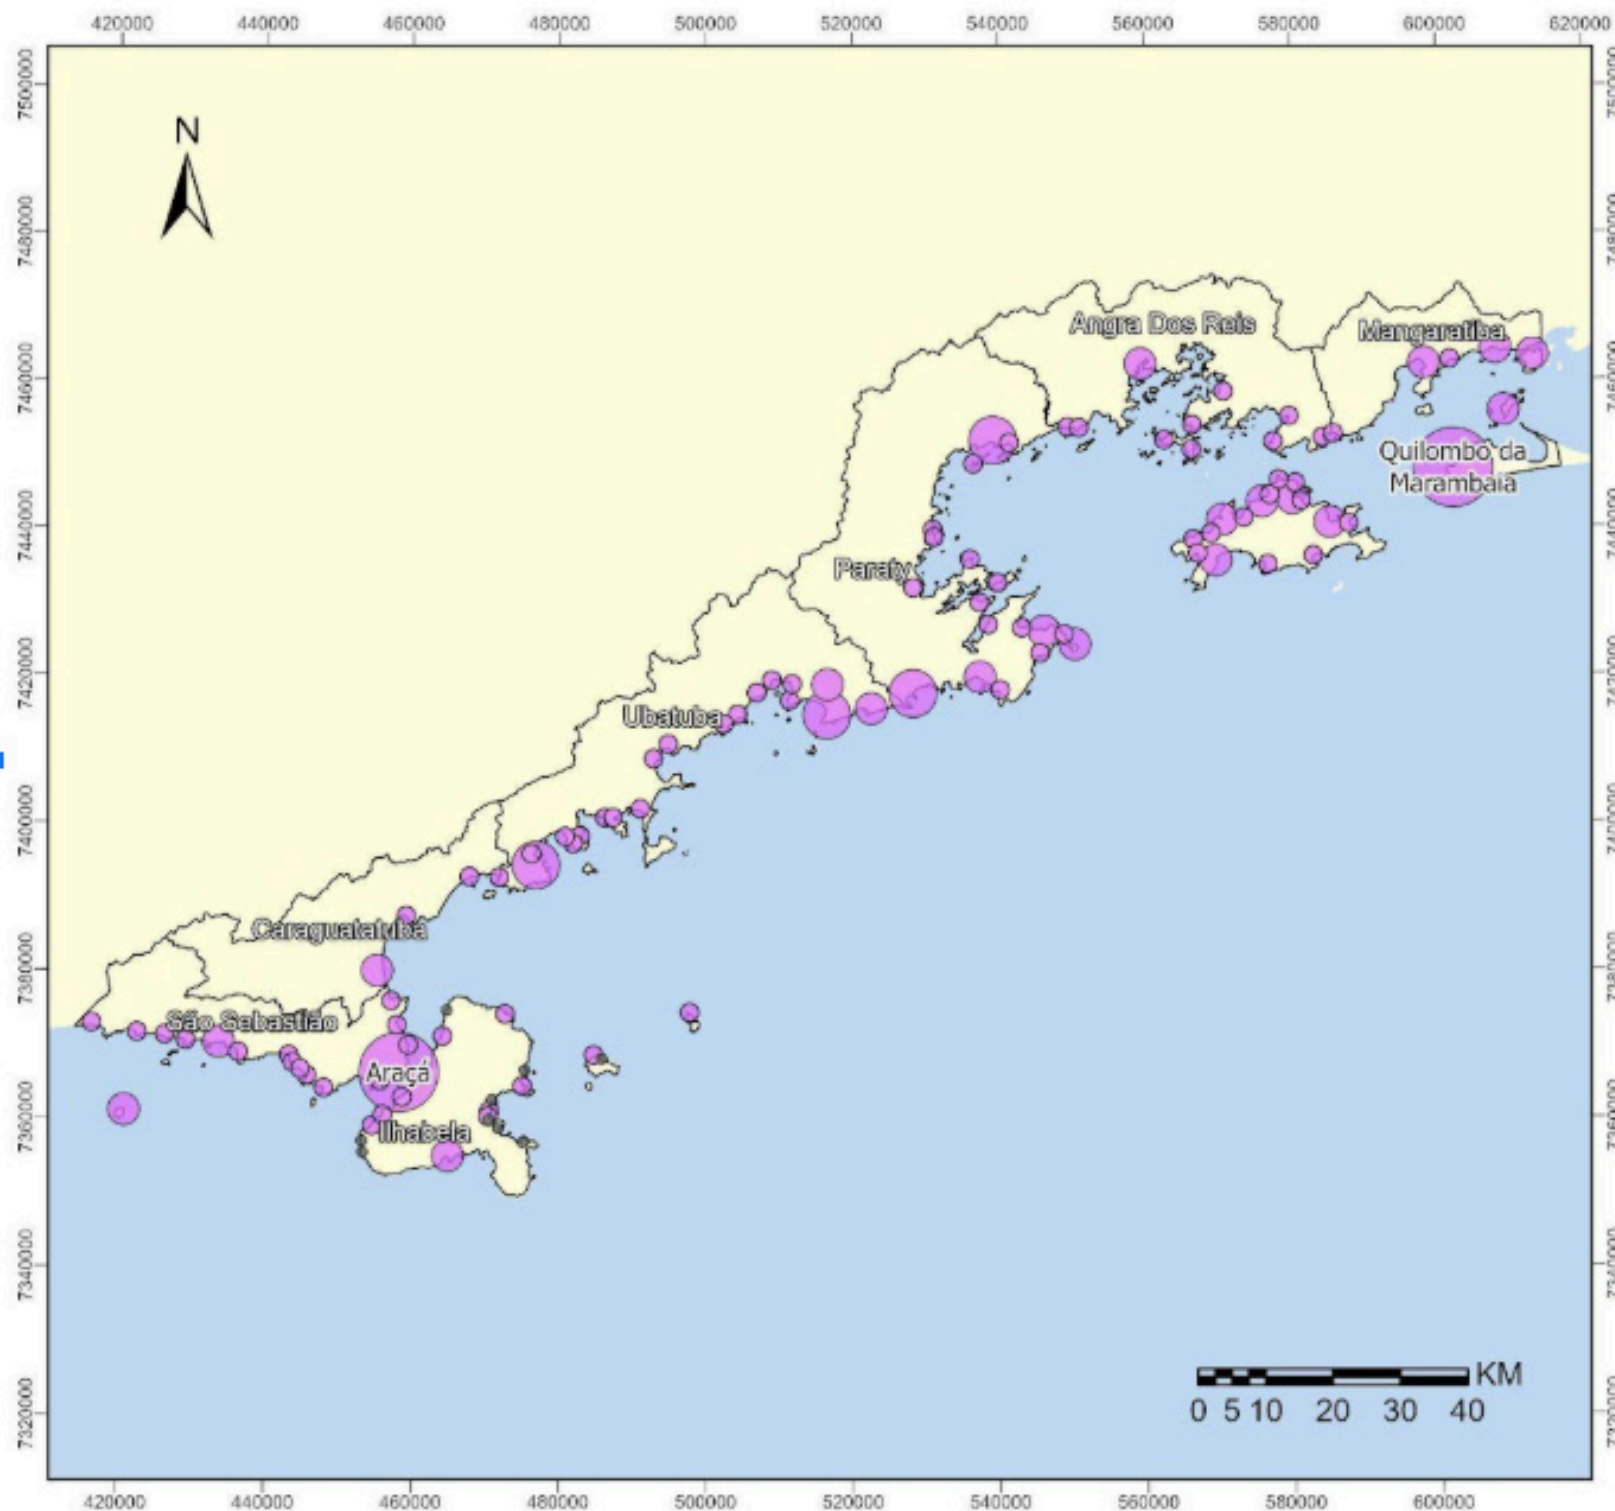 420000 440000 460000 480000 500000 520000 540000 560000 580000 600000 620000
7500000
7480000
7460000
7440000
7420000
7400000
7380000
7360000
7340000
7320000
N
Angra Dos Reis
Mangaratiba
Quilombo da
Marambaia
Paraty
Ubatuba
Caraguatatuba
São Sebastião
Araçá
Ilhabela
KM
0 5 10 20 30 40
420000 440000 460000 480000 500000 520000 540000 560000 580000 600000